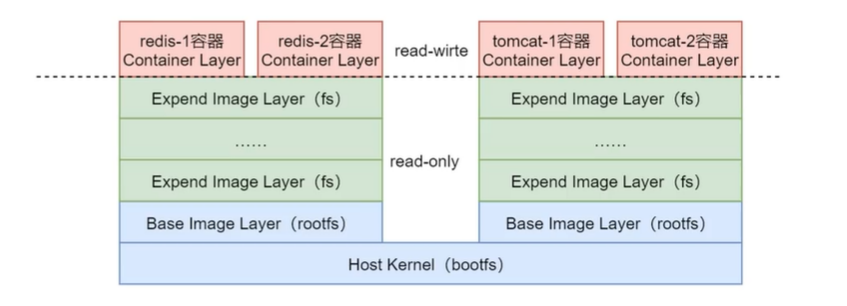 redis-1容器
Container Layer
redis-2容器
Container Layer
read-wirte
tomcat-1容器
Container Layer
tomcat-2容器
Container Layer
Expend Image Layer（fs）
Expend Image Layer（fs）
……
……
read-only
Expend Image Layer（fs）
Expend Image Layer（fs）
Base Image Layer（rootfs）
Base Image Layer（rootfs）
Host Kernel（bootfs）